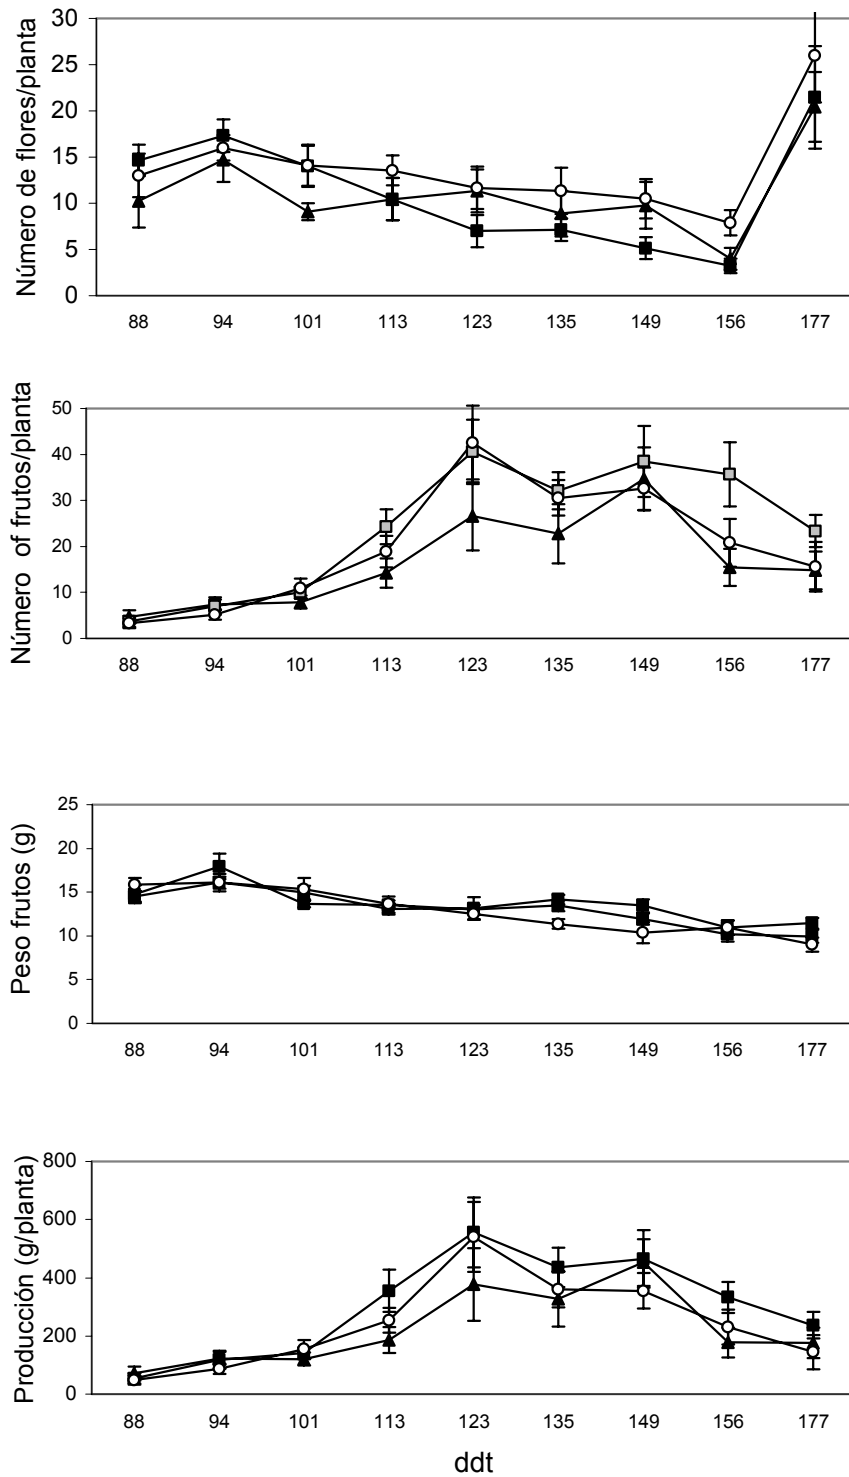 Número de flores/planta
30
25
20
15
10
5
0
88 94 101 113 123 135 149 156 177
Número of frutos/planta
50
40
30
20
10
0
88 94 101 113 123 135 149 156 177
Peso frutos (g)
25
20
15
10
5
0
88 94 101 113 123 135 149 156 177
Producción (g/planta)
800
600
400
200
0
88 94 101 113 123 135 149 156 177
ddt